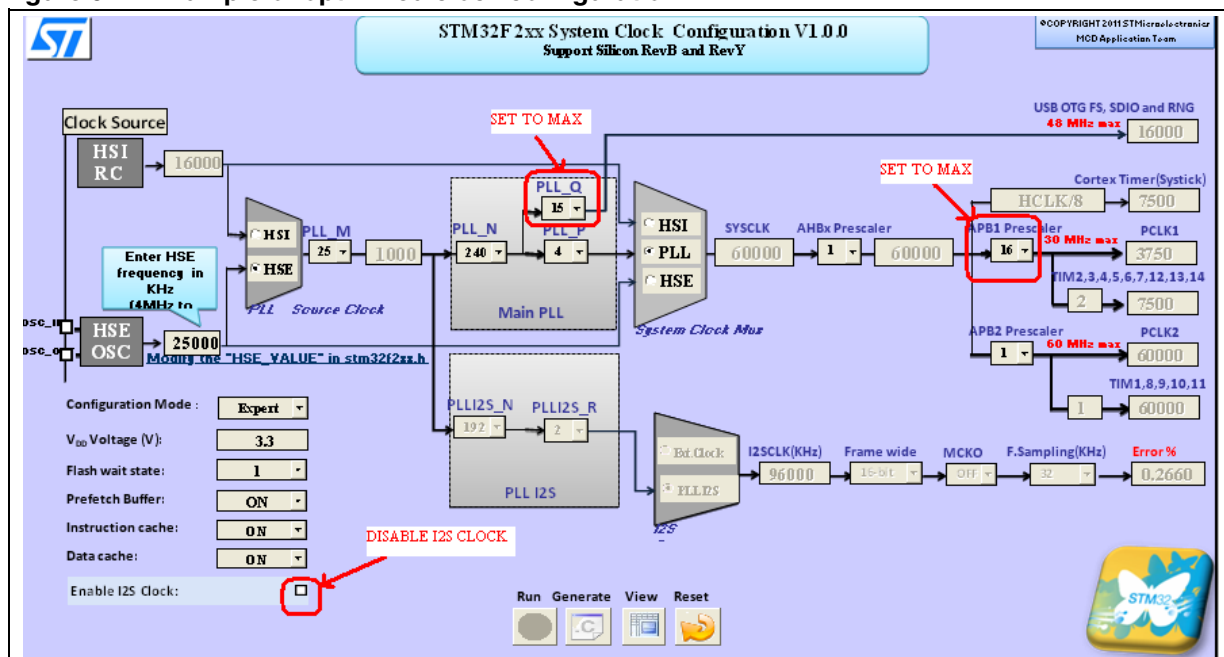 STM32F2xx System Clock Configuration V1.0.0
Support Silicon RevB and RevY
©COPYRIGHT 2011 STMicroelectronics
MCD Application Team
ST
Clock Source
HSI
RC
16000
SET TO MAX
USB OTG FS, SDIO and RNG
48 MHz max
16000
SET TO MAX
Cortex Timer(Systick)
HCLK/8
7500
PLL_Q
15
HSI
HSE
PLL_M
25
1000
PLL_N
240
PLL_P
4
Main PLL
HSI
PLL
HSE
SYSCLK
60000
AHBx Prescaler
1
60000
APB1 Prescaler
16
30 MHz max
PCLK1
3750
TIM2,3,4,5,6,7,12,13,14
2
7500
Enter HSE
frequency in
KHz
(4MHz to
PLL Source Clock
System Clock Mux
HSE
OSC
25000
Modify the "HSE_VALUE" in stm32f2xx.h
APB2 Prescaler
1
60 MHz max
PCLK2
60000
TIM1,8,9,10,11
1
60000
Configuration Mode :
Expert
VDD Voltage (V):
3.3
Flash wait state:
1
Prefetch Buffer:
ON
Instruction cache:
ON
Data cache:
ON
Enable I2S Clock:
DISABLE I2S CLOCK
PLLI2S_N
192
PLLI2S_R
2
PLL I2S
Ext.Clock
PLLI2S
I2S
I2SCLK(KHz)
96000
Frame wide
16-bit
MCKO
OFF
F.Sampling(KHz)
32
Error %
0.2660
Run Generate View Reset
.C
STM32